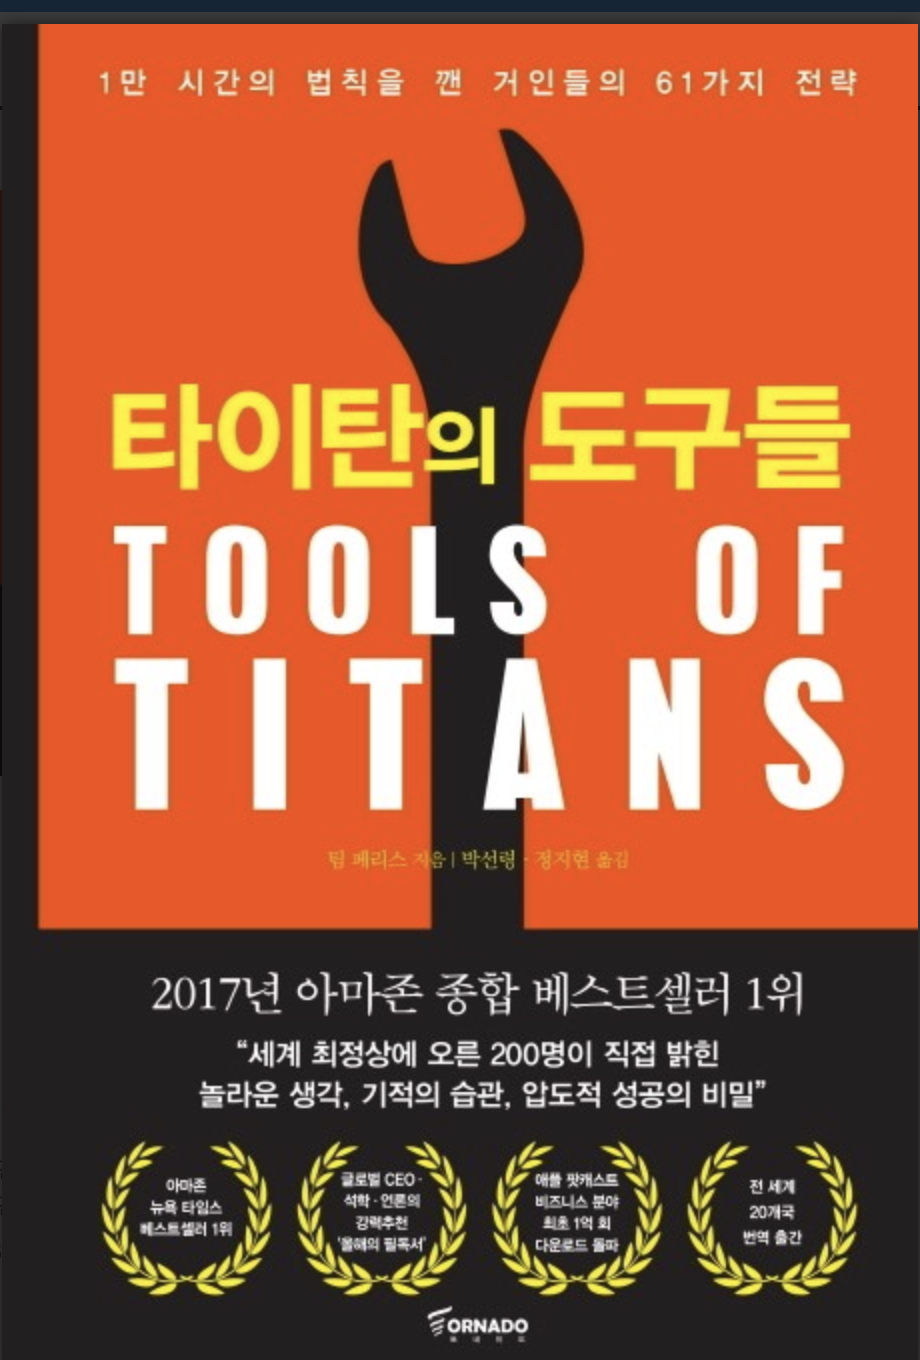 1만 시간의 법칙을 깬 거인들의 61가지 전략
타이탄의 도구들
TOOLS OF
TITANS
팀 페리스 지음 | 박선령 · 정지현 옮김
2017년 아마존 종합 베스트셀러 1위
“세계 최정상에 오른 200명이 직접 밝힌
놀라운 생각, 기적의 습관, 압도적 성공의 비밀”
아마존
뉴욕 타임스
베스트셀러 1위
글로벌 CEO·
석학·언론의
강력추천
'올해의 필독서'
애플 팟캐스트
비즈니스 분야
최초 1억 회
다운로드 돌파
전 세계
20개국
번역 출간
TORNADO